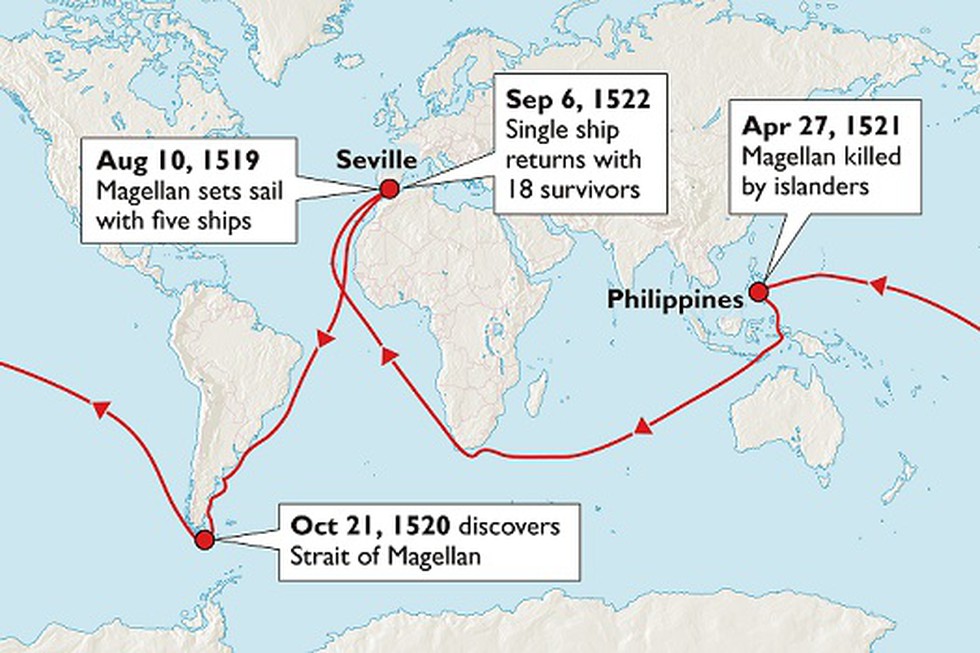 Aug 10, 1519
Magellan sets sail
with five ships
Seville
Sep 6, 1522
Single ship
returns with
18 survivors
Apr 27, 1521
Magellan killed
by islanders
Philippines
Oct 21, 1520 discovers
Strait of Magellan